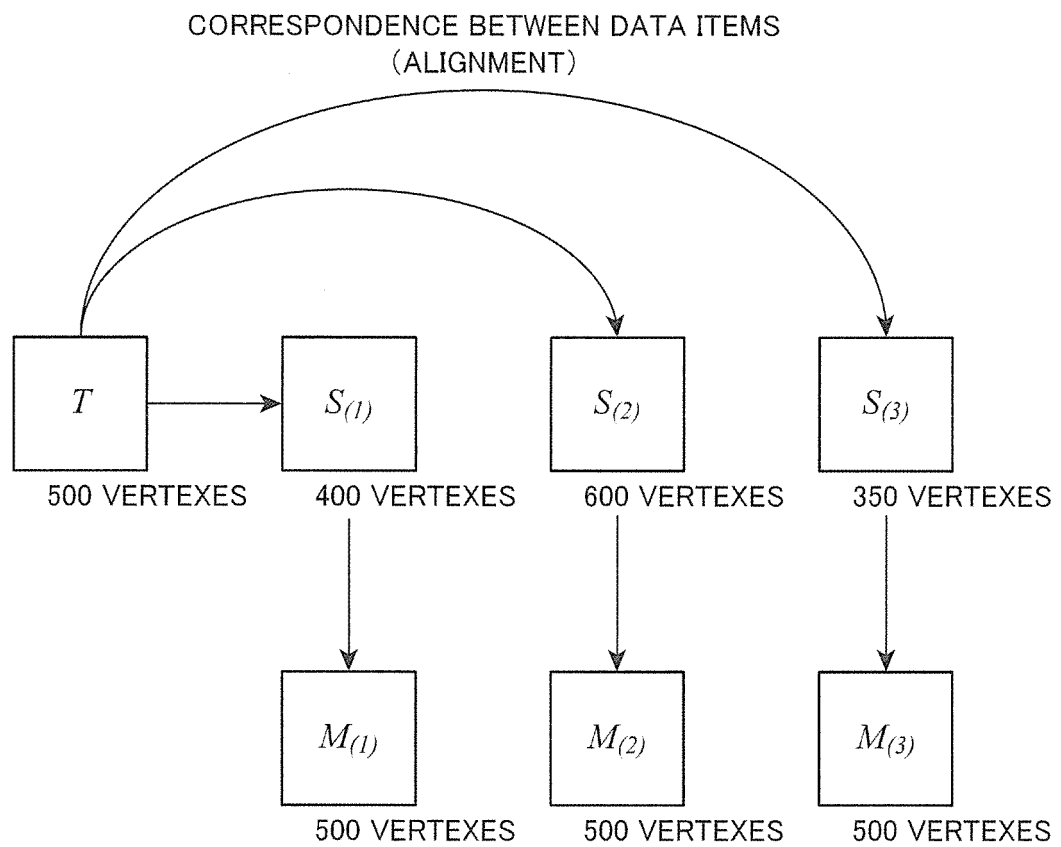 CORRESPONDENCE BETWEEN DATA ITEMS
(ALIGNMENT)
T
S(1)
S(2)
S(3)
500 VERTEXES
400 VERTEXES
600 VERTEXES
350 VERTEXES
M(1)
M(2)
M(3)
500 VERTEXES
500 VERTEXES
500 VERTEXES